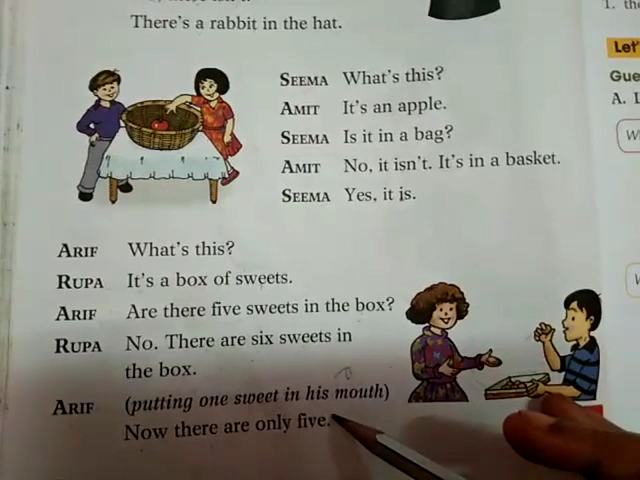 There's a rabbit in the hat.
SEEMA What's this?
AMIT It's an apple.
SEEMA Is it in a bag?
AMIT No, it isn't. It's in a basket.
SEEMA Yes, it is.
ARIF What's this?
RUPA It's a box of sweets.
ARIF Are there five sweets in the box?
RUPA No. There are six sweets in
the box.
ARIF (putting one sweet in his mouth)
Now there are only five.
1. the
Let'
Gue
A. I